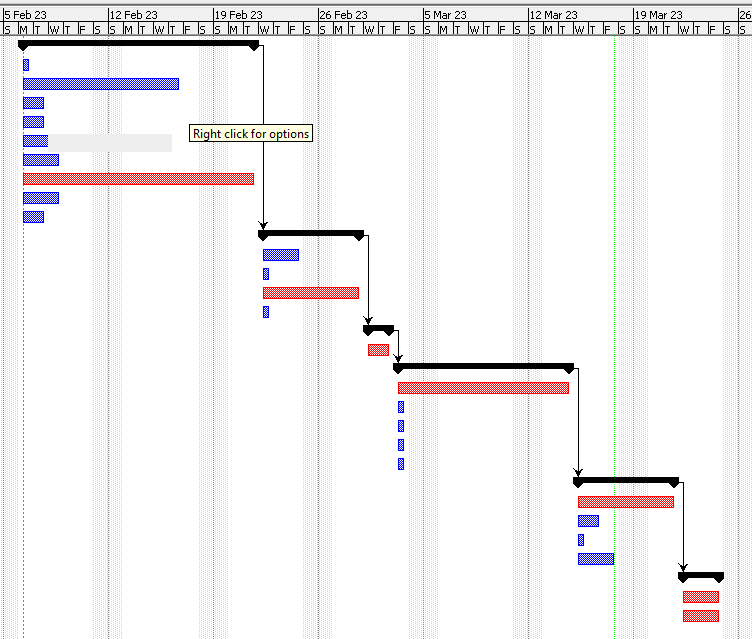 5 Feb 23 12 Feb 23 19 Feb 23 26 Feb 23 5 Mar 23 12 Mar 23 19 Mar 23 26
S M T W T F S S M T W T F S S M T W T F S S M T W T F S S M T W T F S S M T W T F S S M T W T F S S
Right click for options